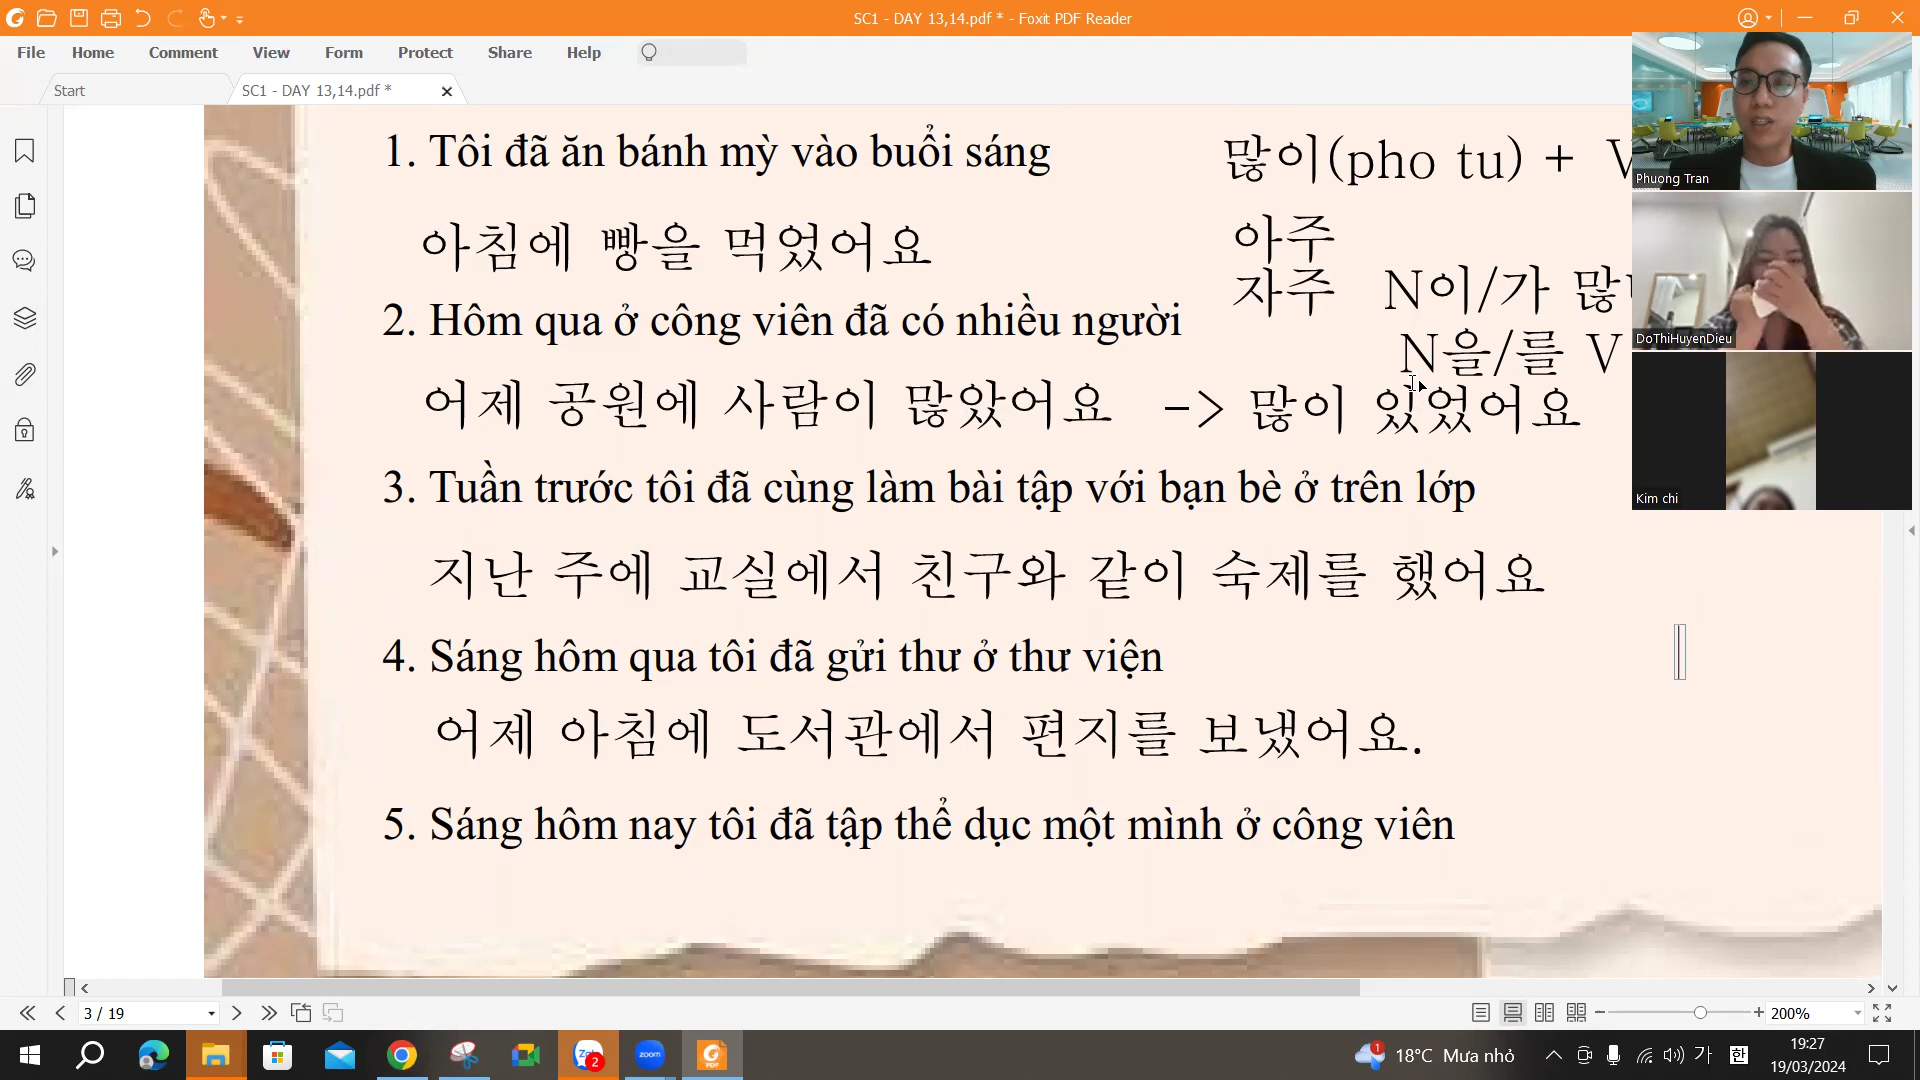 SC1 - DAY 13,14.pdf * - Foxit PDF Reader
File Home Comment View Form Protect Share Help
Start
SC1 - DAY 13,14.pdf *
1. Tôi đã ăn bánh mỳ vào buổi sáng
많이(pho tu) + V
아침에 빵을 먹었어요
아주
자주 N이/가
2. Hôm qua ở công viên đã có nhiều người
N을/를 V
어제 공원에 사람이 많았어요 -> 많이 있었어요
3. Tuần trước tôi đã cùng làm bài tập với bạn bè ở trên lớp
지난 주에 교실에서 친구와 같이 숙제를 했어요
4. Sáng hôm qua tôi đã gửi thư ở thư viện
어제 아침에 도서관에서 편지를 보냈어요.
5. Sáng hôm nay tôi đã tập thể dục một mình ở công viên
Phuong Tran
DoThiHuyenDieu
Kim chi
3 / 19
200%
zoom
2
1
18°C Mưa nhỏ
가
한
19:27
19/03/2024